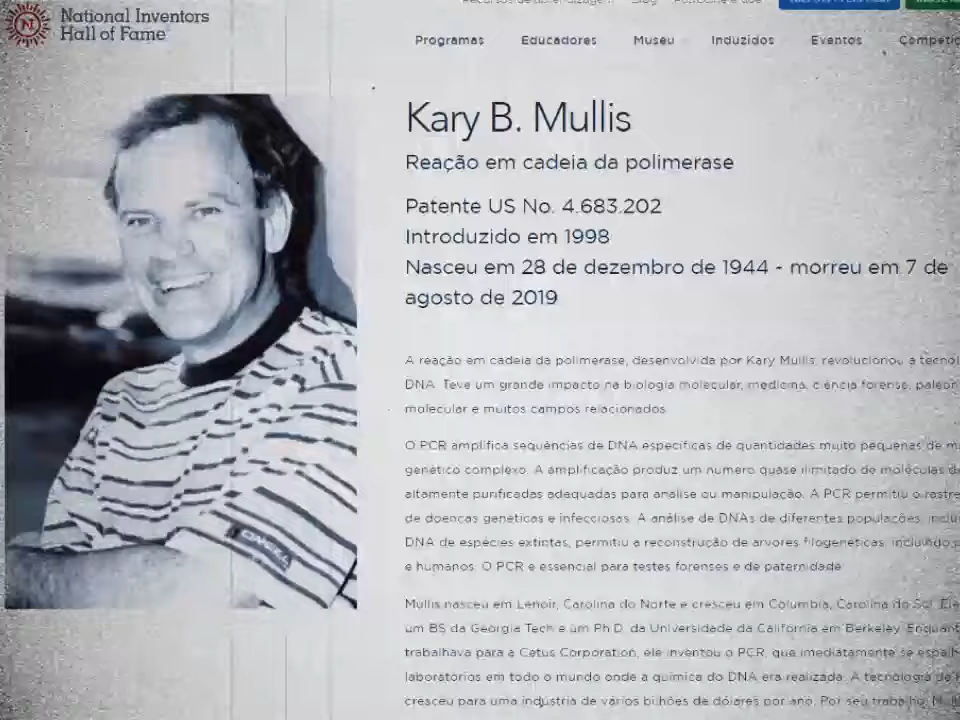 National Inventors
Hall of Fame
Programas Educadores Museu Induzidos Eventos
Kary B. Mullis
Reação em cadeia da polimerase
Patente US No. 4.683.202
Introduzido em 1998
Nasceu em 28 de dezembro de 1944 - morreu em 7 de
agosto de 2019
A reação em cadeia da polimerase, desenvolvida por Kary Mullis, revolucionou a
DNA. Teve um grande impacto na biologia molecular, medicina, ciência forense,
molecular e muitos campos relacionados.
O PCR amplifica sequências de DNA específicas de quantidades muito pequenas de
genético complexo. A amplificação produz um número quase ilimitado de moléculas
altamente purificadas adequadas para análise ou manipulação. A PCR permitiu o
de doenças genéticas e infecciosas. A análise de DNAs de diferentes populações,
DNA de espécies extintas, permitiu a reconstrução de árvores filogenéticas, incluindo
e humanos. O PCR é essencial para testes forenses e de paternidade.
Mullis nasceu em Lenoir, Carolina do Norte e cresceu em Columbia, Carolina do Sul.
um BS da Georgia Tech e um Ph.D. da Universidade da Califórnia em Berkeley.
trabalhava para a Cetus Corporation, ele inventou o PCR, que imediatamente se
laboratórios em todo o mundo onde a química do DNA era realizada. A tecnologia
cresceu para uma indústria de vários bilhões de dólares por ano. Por seu trabalho,